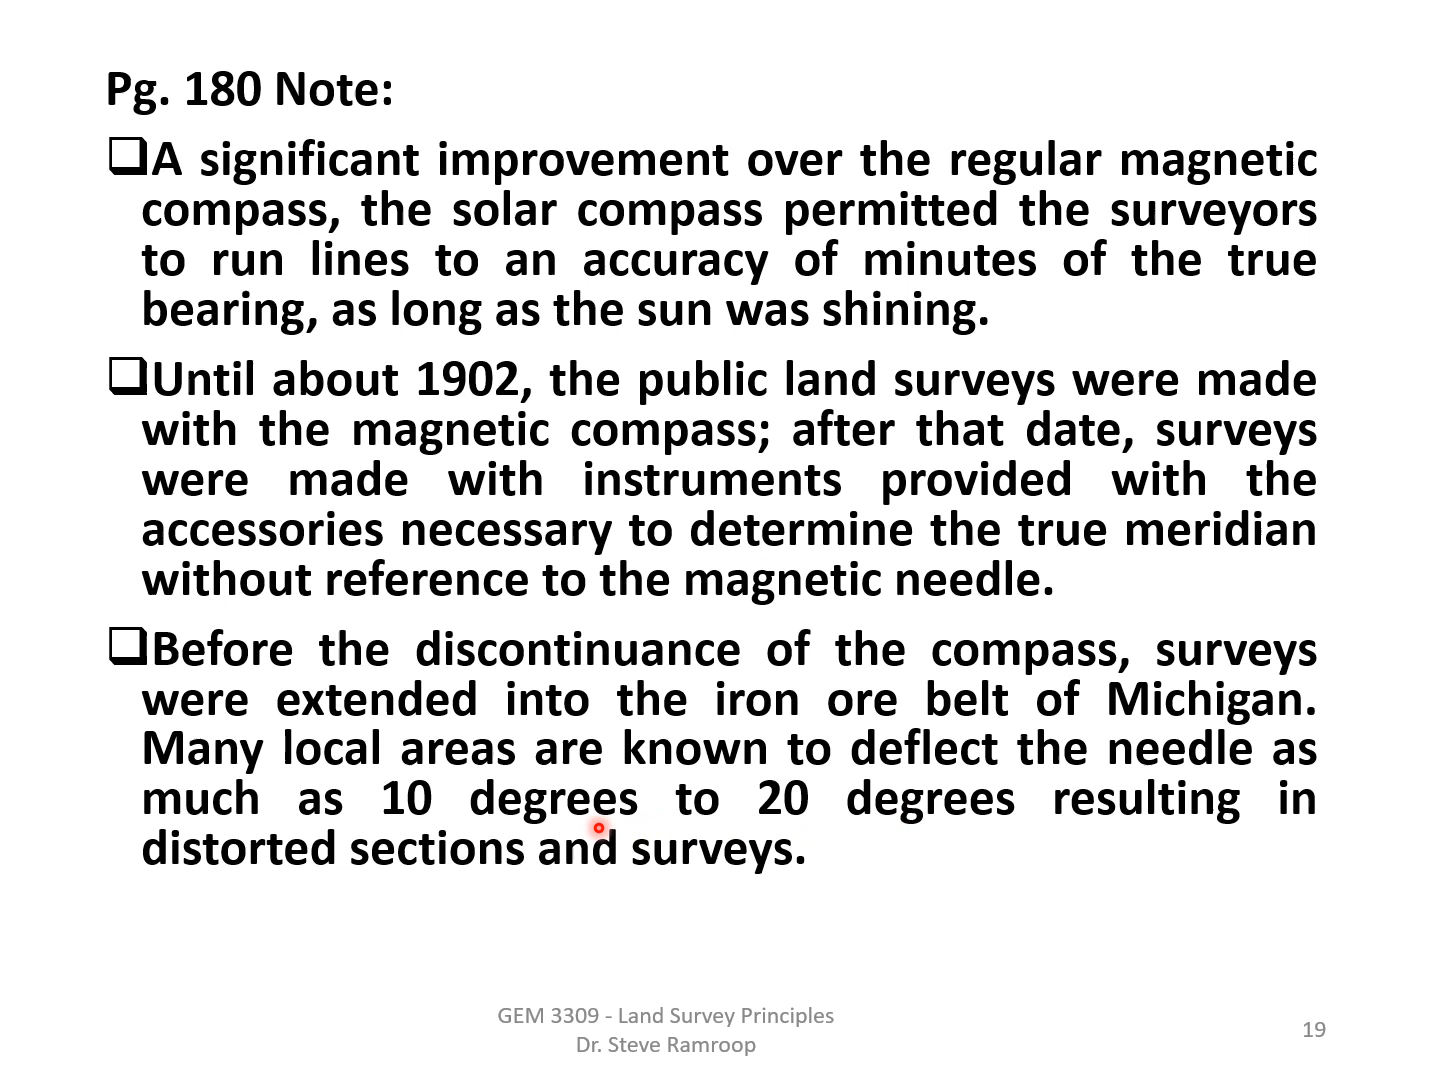 Pg. 180 Note:
❑A significant improvement over the regular magnetic
compass, the solar compass permitted the surveyors
to run lines to an accuracy of minutes of the true
bearing, as long as the sun was shining.
❑Until about 1902, the public land surveys were made
with the magnetic compass; after that date, surveys
were made with instruments provided with the
accessories necessary to determine the true meridian
without reference to the magnetic needle.
❑Before the discontinuance of the compass, surveys
were extended into the iron ore belt of Michigan.
Many local areas are known to deflect the needle as
much as 10 degrees to 20 degrees resulting in
distorted sections and surveys.
GEM 3309 - Land Survey Principles
Dr. Steve Ramroop
19